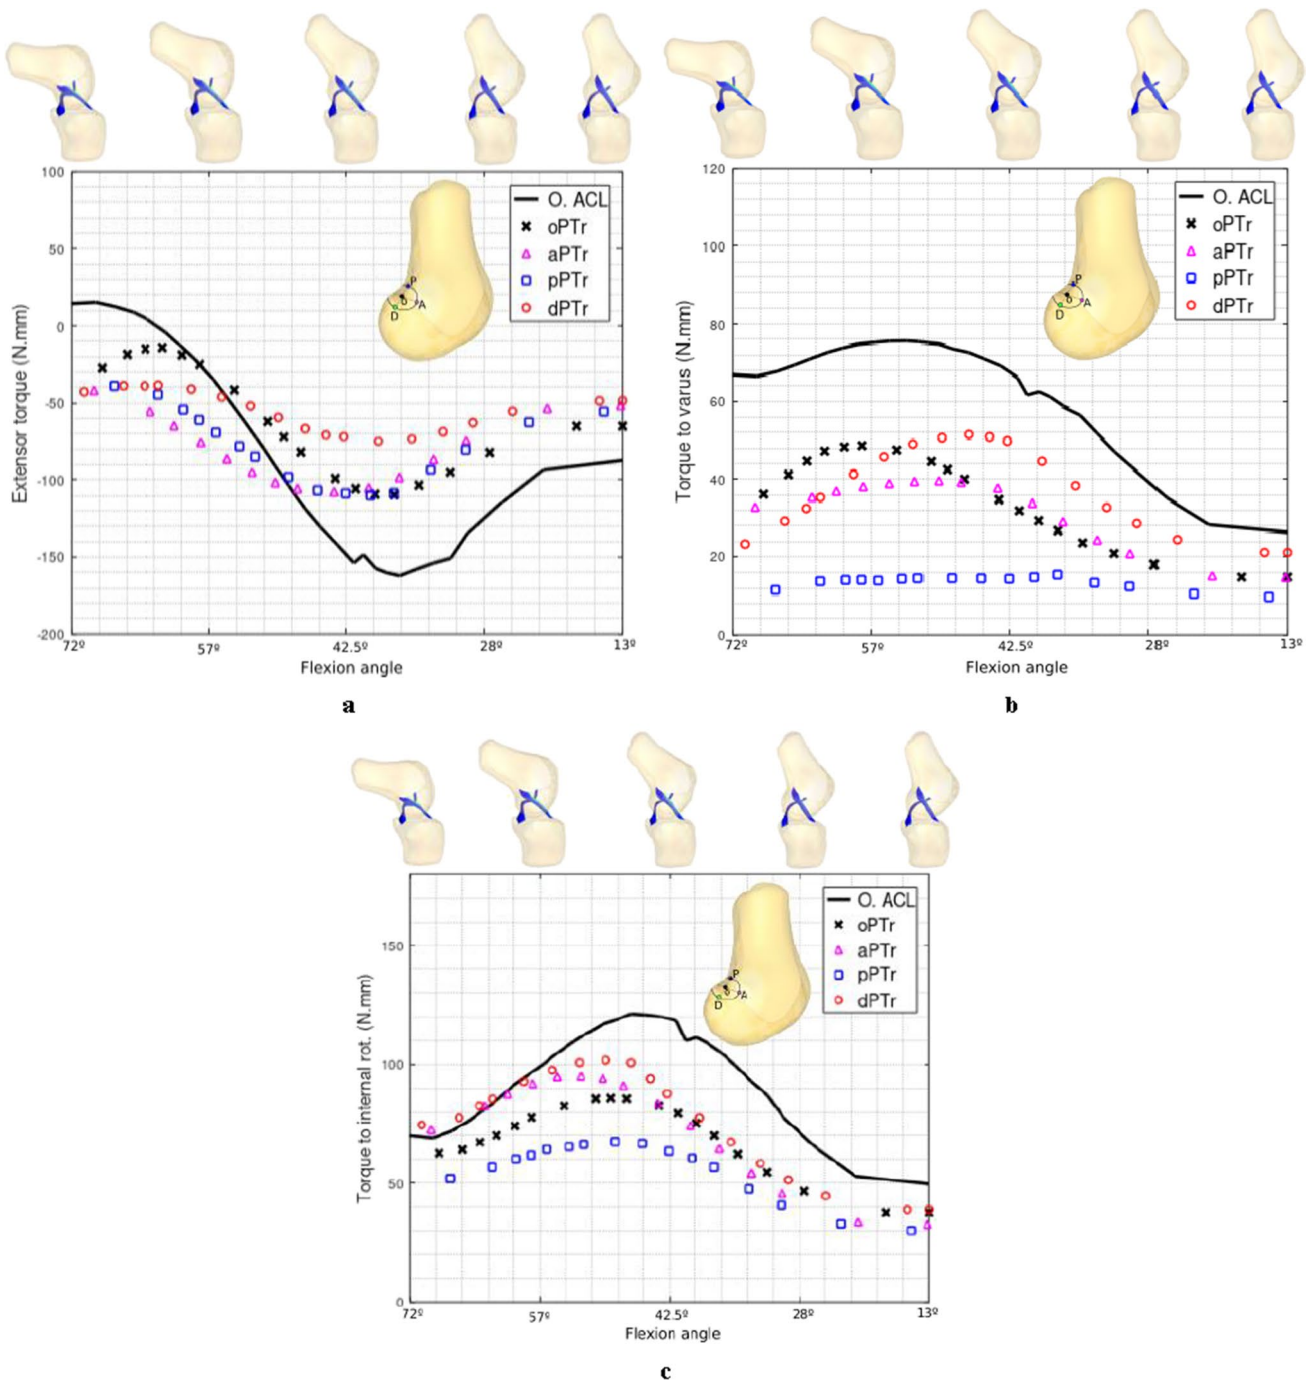 100
50
0
-50
-100
-150
-200
72º
57º
42.5º
28º
13º
Extensor torque (N.mm)
Flexion angle
O. ACL
oPTr
aPTr
pPTr
dPTr
P
o
A
D
a
120
100
80
60
40
20
0
72º
57º
42.5º
28º
13º
Torque to varus (N.mm)
Flexion angle
O. ACL
oPTr
aPTr
pPTr
dPTr
P
o
A
D
b
150
100
50
0
72º
57º
42.5º
28º
13º
Torque to internal rot. (N.mm)
Flexion angle
O. ACL
oPTr
aPTr
pPTr
dPTr
P
o
A
D
c